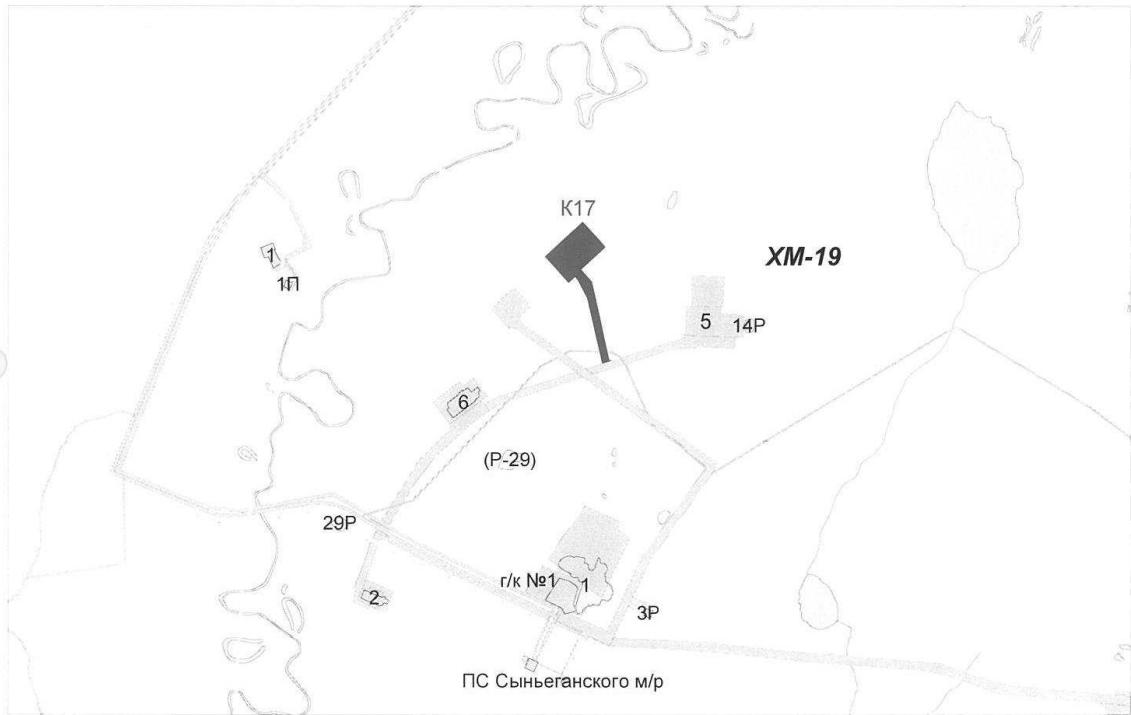 К17
ХМ-19
1
1П
5
14Р
6
(Р-29)
29Р
г/к №1
1
2
3Р
ПС Сыньеганского м/р